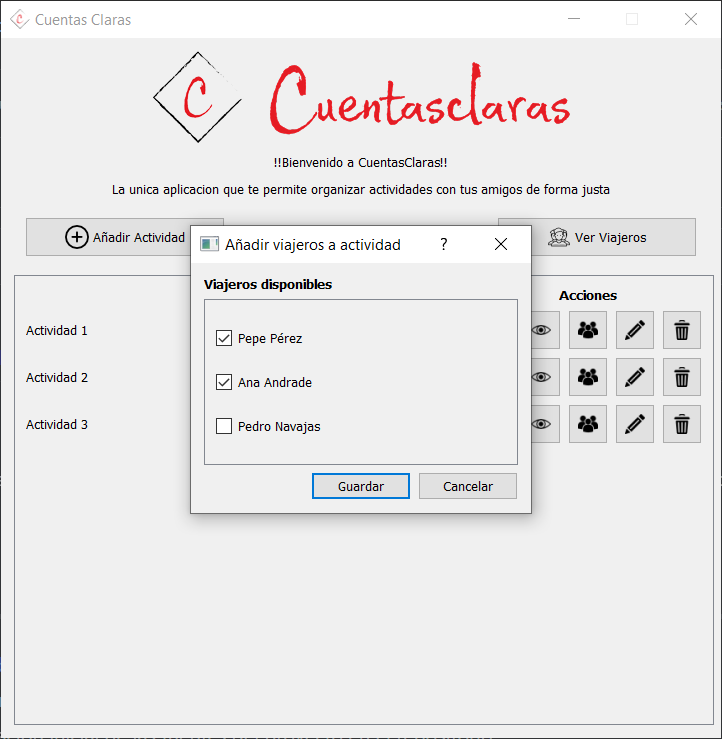 Cuentas Claras
C Cuentasclaras
!!Bienvenido a CuentasClaras!!
La unica aplicacion que te permite organizar actividades con tus amigos de forma justa
Añadir Actividad
Ver Viajeros
Añadir viajeros a actividad ?
Viajeros disponibles
Pepe Pérez
Ana Andrade
Pedro Navajas
Guardar Cancelar
Acciones
Actividad 1
Actividad 2
Actividad 3